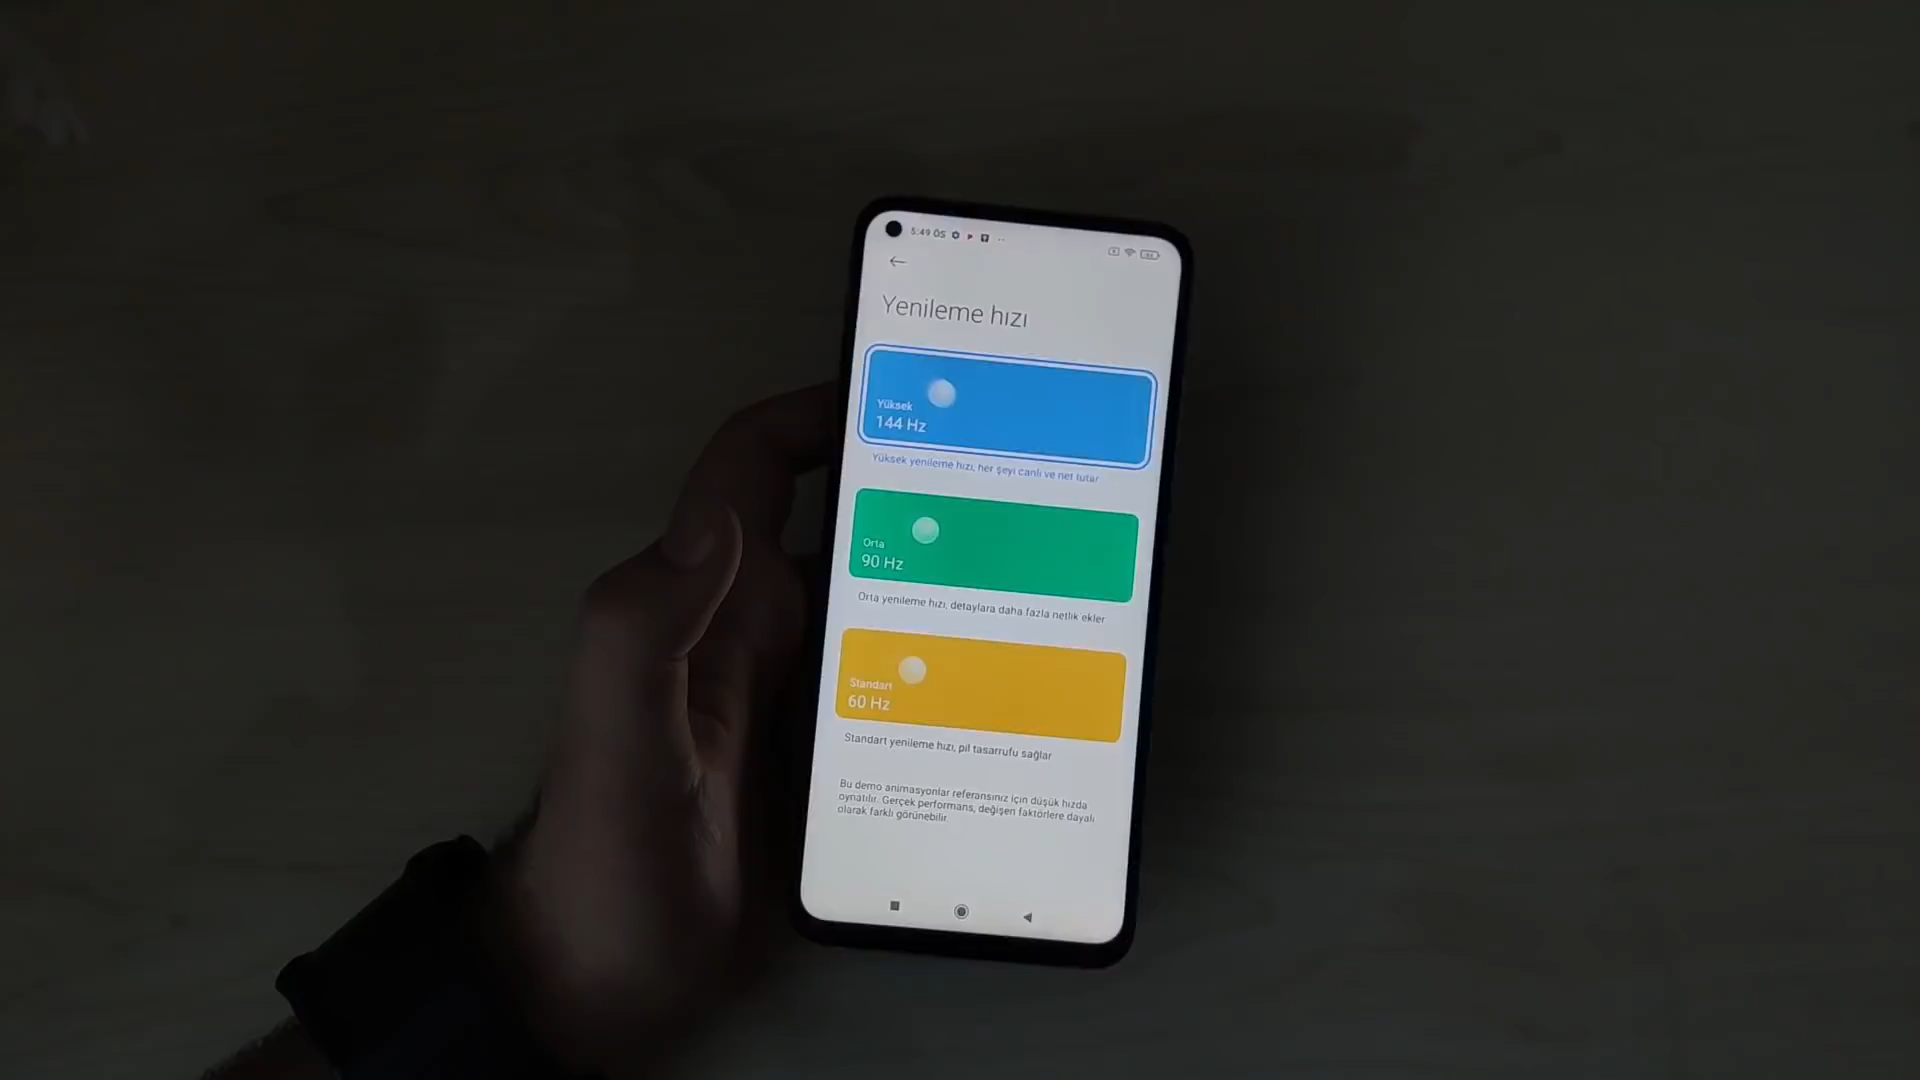 5:49 ÖS
Yenileme hızı
Yüksek
144 Hz
Yüksek yenileme hızı, her şeyi canlı ve net tutar
Orta
90 Hz
Orta yenileme hızı, detaylara daha fazla netlik ekler
Standart
60 Hz
Standart yenileme hızı, pil tasarrufu sağlar
Bu demo animasyonlar referansınız için düşük hızda
oynatılır. Gerçek performans, değişen faktörlere dayalı
olarak farklı görünebilir.